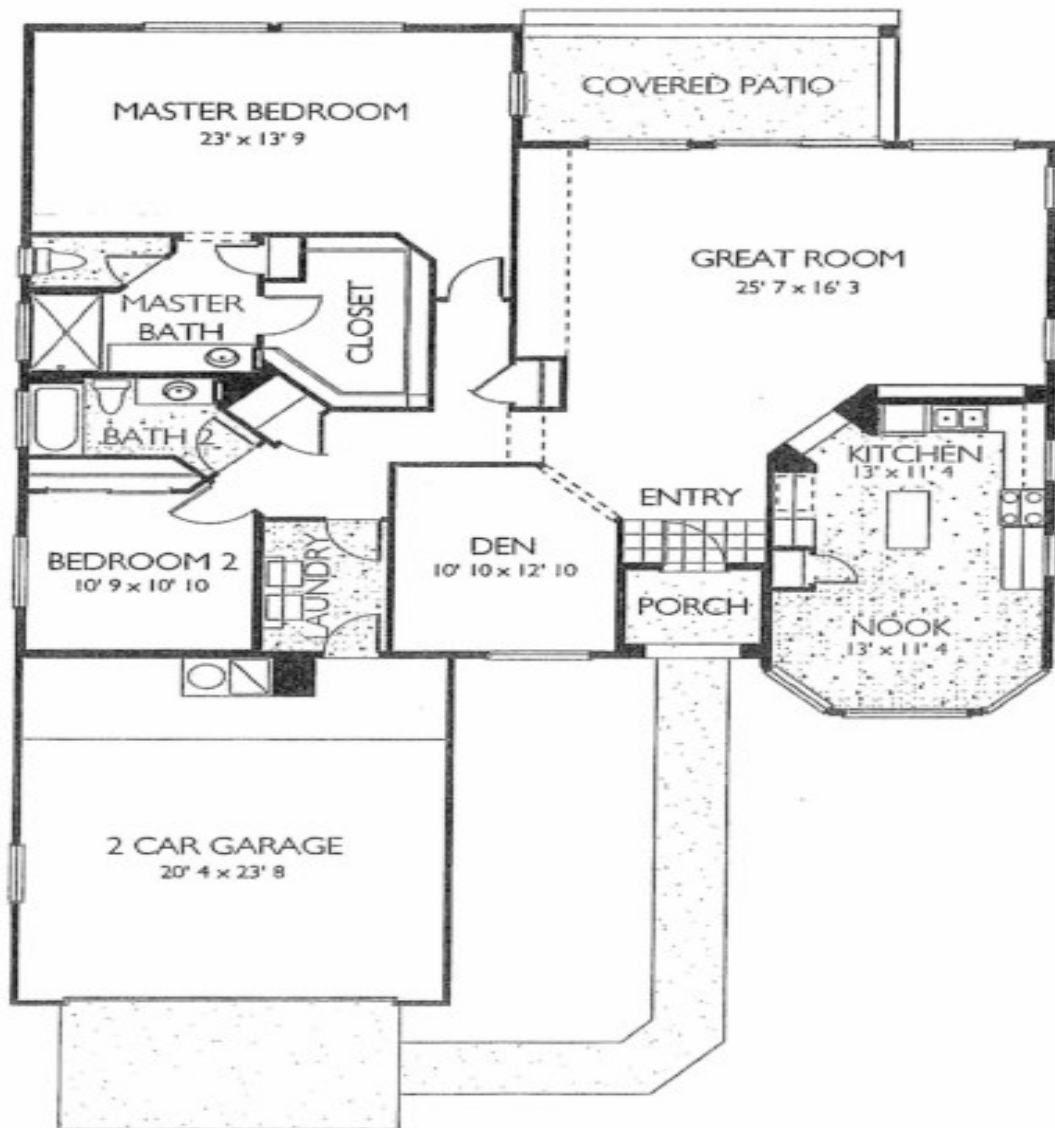 COVERED PATIO
MASTER BEDROOM
23' x 13' 9
GREAT ROOM
25' 7 x 16' 3
MASTER
BATH
CLOSET
BATH 2
KITCHEN
13' x 11' 4
ENTRY
BEDROOM 2
10' 9 x 10' 10
LAUNDRY
DEN
10' 10 x 12' 10
PORCH
NOOK
13' x 11' 4
2 CAR GARAGE
20' 4 x 23' 8